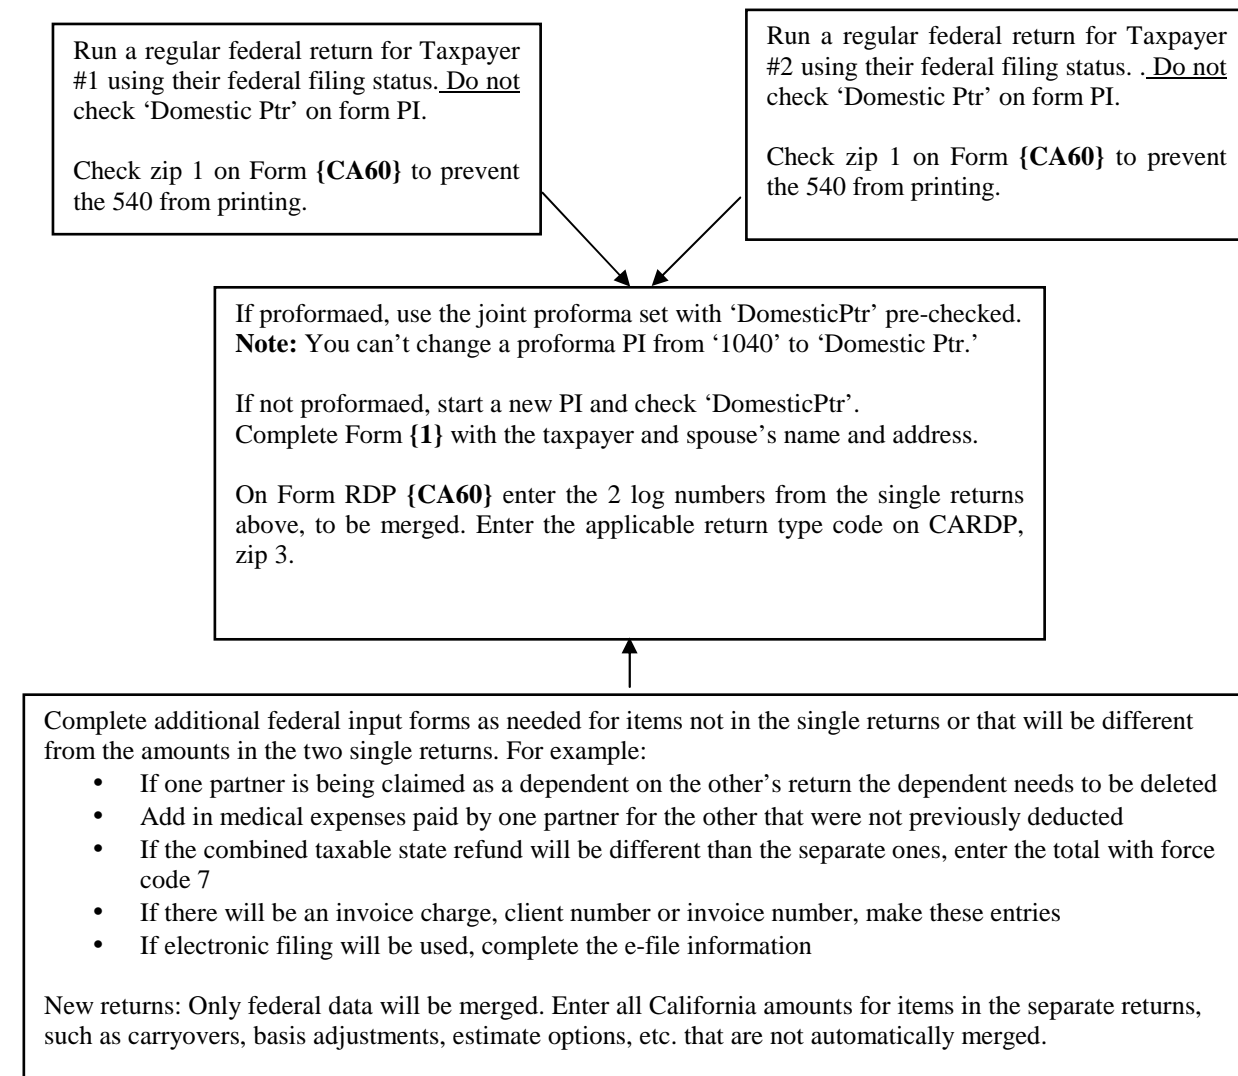 Run a regular federal return for Taxpayer
#1 using their federal filing status. Do not
check ‘Domestic Ptr’ on form PI.
Check zip 1 on Form {CA60} to prevent
the 540 from printing.
Run a regular federal return for Taxpayer
#2 using their federal filing status. . Do not
check ‘Domestic Ptr’ on form PI.
Check zip 1 on Form {CA60} to prevent
the 540 from printing.
If proformaed, use the joint proforma set with ‘DomesticPtr’ pre-checked.
Note: You can’t change a proforma PI from ‘1040’ to ‘Domestic Ptr.’
If not proformaed, start a new PI and check ‘DomesticPtr’.
Complete Form {1} with the taxpayer and spouse’s name and address.
On Form RDP {CA60} enter the 2 log numbers from the single returns
above, to be merged. Enter the applicable return type code on CARDP,
zip 3.
Complete additional federal input forms as needed for items not in the single returns or that will be different
from the amounts in the two single returns. For example:
• If one partner is being claimed as a dependent on the other’s return the dependent needs to be deleted
• Add in medical expenses paid by one partner for the other that were not previously deducted
• If the combined taxable state refund will be different than the separate ones, enter the total with force
code 7
• If there will be an invoice charge, client number or invoice number, make these entries
• If electronic filing will be used, complete the e-file information
New returns: Only federal data will be merged. Enter all California amounts for items in the separate returns,
such as carryovers, basis adjustments, estimate options, etc. that are not automatically merged.